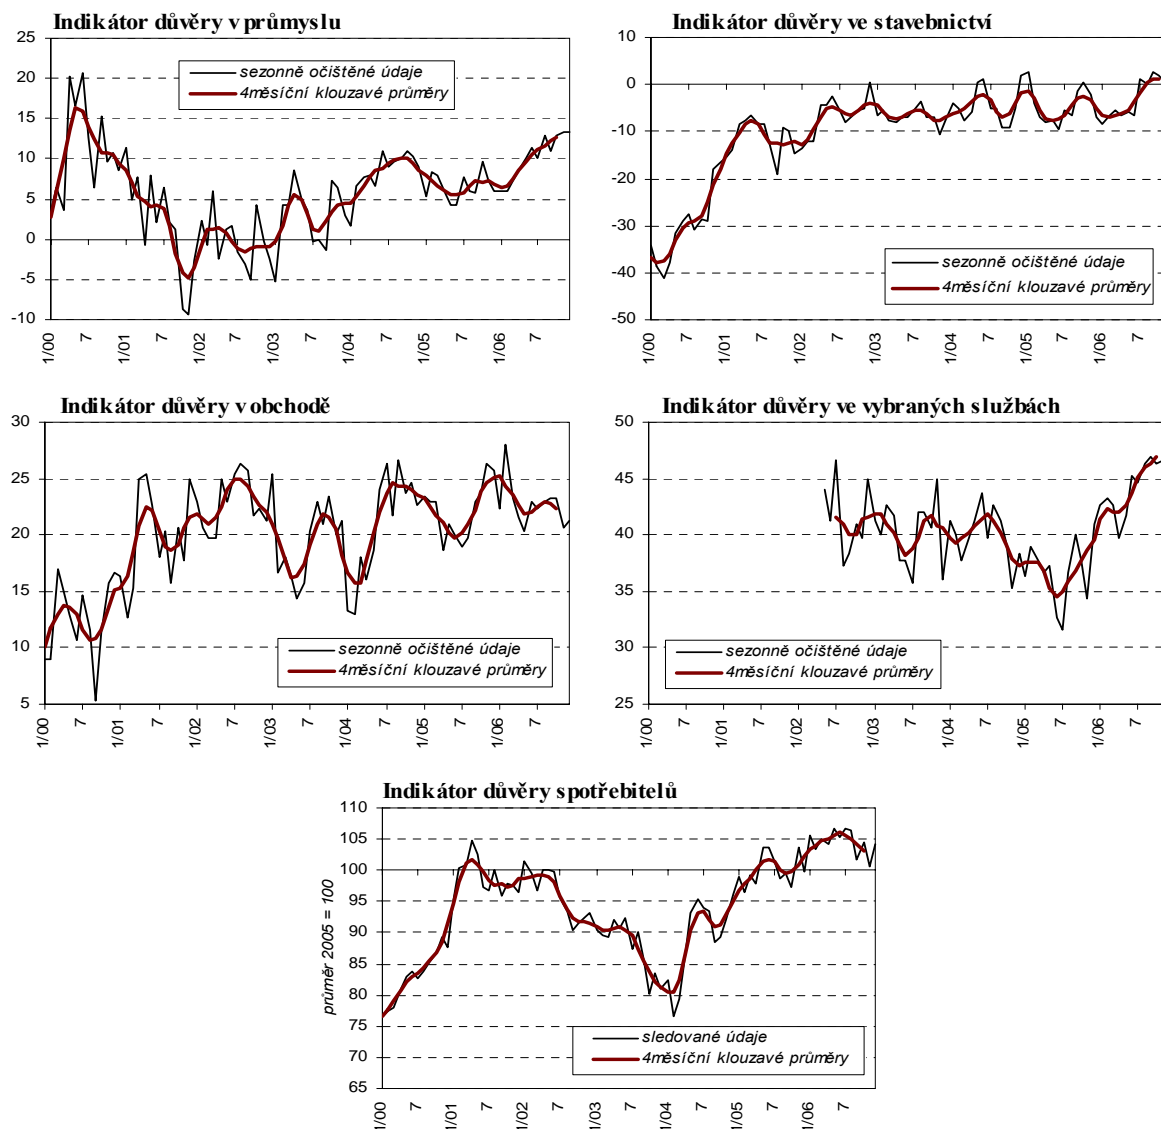 Indikátor důvěry v průmyslu
25
20
15
10
5
0
-5
-10
sezonně očištěné údaje
4měsíční klouzavé průměry
1/00 7 1/01 7 1/02 7 1/03 7 1/04 7 1/05 7 1/06 7
Indikátor důvěry ve stavebnictví
10
0
-10
-20
-30
-40
-50
sezonně očištěné údaje
4měsíční klouzavé průměry
1/00 7 1/01 7 1/02 7 1/03 7 1/04 7 1/05 7 1/06 7
Indikátor důvěry v obchodě
30
25
20
15
10
5
sezonně očištěné údaje
4měsíční klouzavé průměry
1/00 7 1/01 7 1/02 7 1/03 7 1/04 7 1/05 7 1/06 7
Indikátor důvěry ve vybraných službách
50
45
40
35
30
25
sezonně očištěné údaje
4měsíční klouzavé průměry
1/00 7 1/01 7 1/02 7 1/03 7 1/04 7 1/05 7 1/06 7
Indikátor důvěry spotřebitelů
průměr 2005 = 100
110
105
100
95
90
85
80
75
70
65
sledované údaje
4měsíční klouzavé průměry
1/00 7 1/01 7 1/02 7 1/03 7 1/04 7 1/05 7 1/06 7